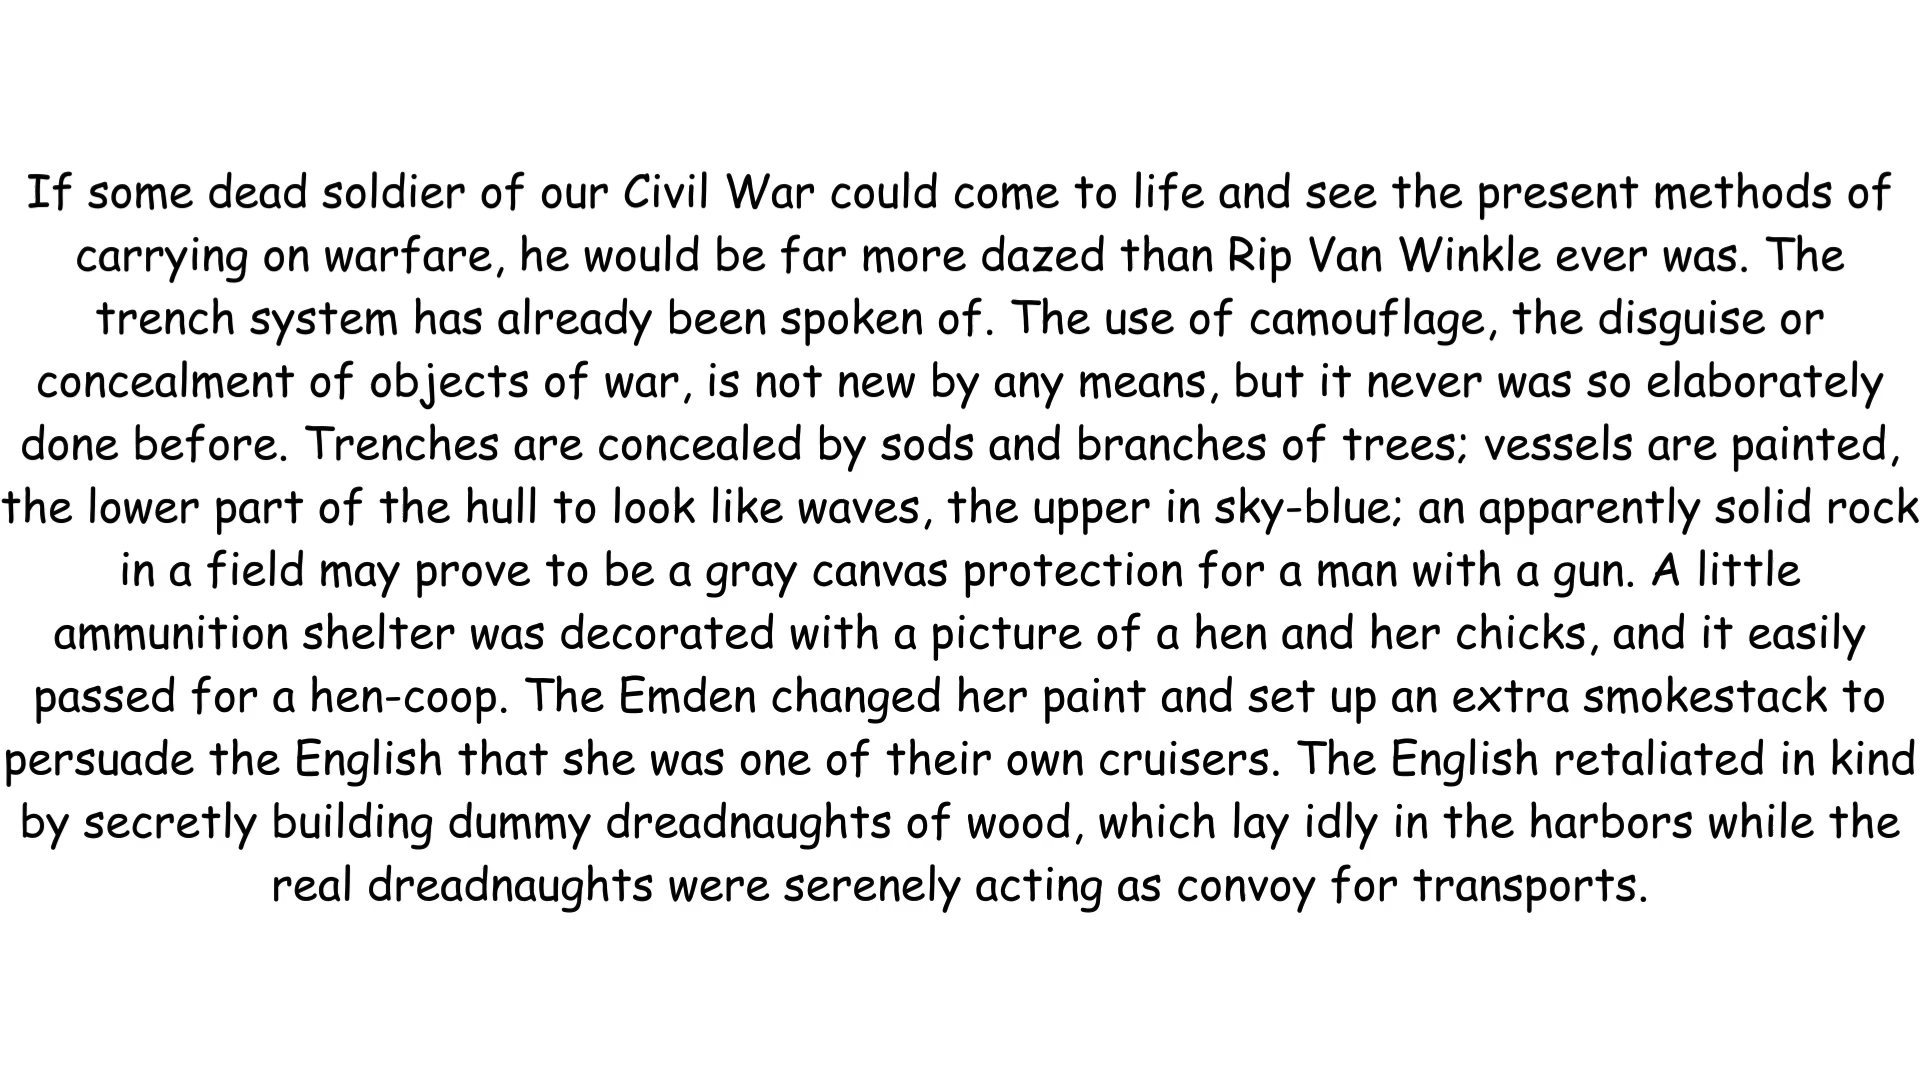 If some dead soldier of our Civil War could come to life and see the present methods of
carrying on warfare, he would be far more dazed than Rip Van Winkle ever was. The
trench system has already been spoken of. The use of camouflage, the disguise or
concealment of objects of war, is not new by any means, but it never was so elaborately
done before. Trenches are concealed by sods and branches of trees; vessels are painted,
the lower part of the hull to look like waves, the upper in sky-blue; an apparently solid rock
in a field may prove to be a gray canvas protection for a man with a gun. A little
ammunition shelter was decorated with a picture of a hen and her chicks, and it easily
passed for a hen-coop. The Emden changed her paint and set up an extra smokestack to
persuade the English that she was one of their own cruisers. The English retaliated in kind
by secretly building dummy dreadnaughts of wood, which lay idly in the harbors while the
real dreadnaughts were serenely acting as convoy for transports.